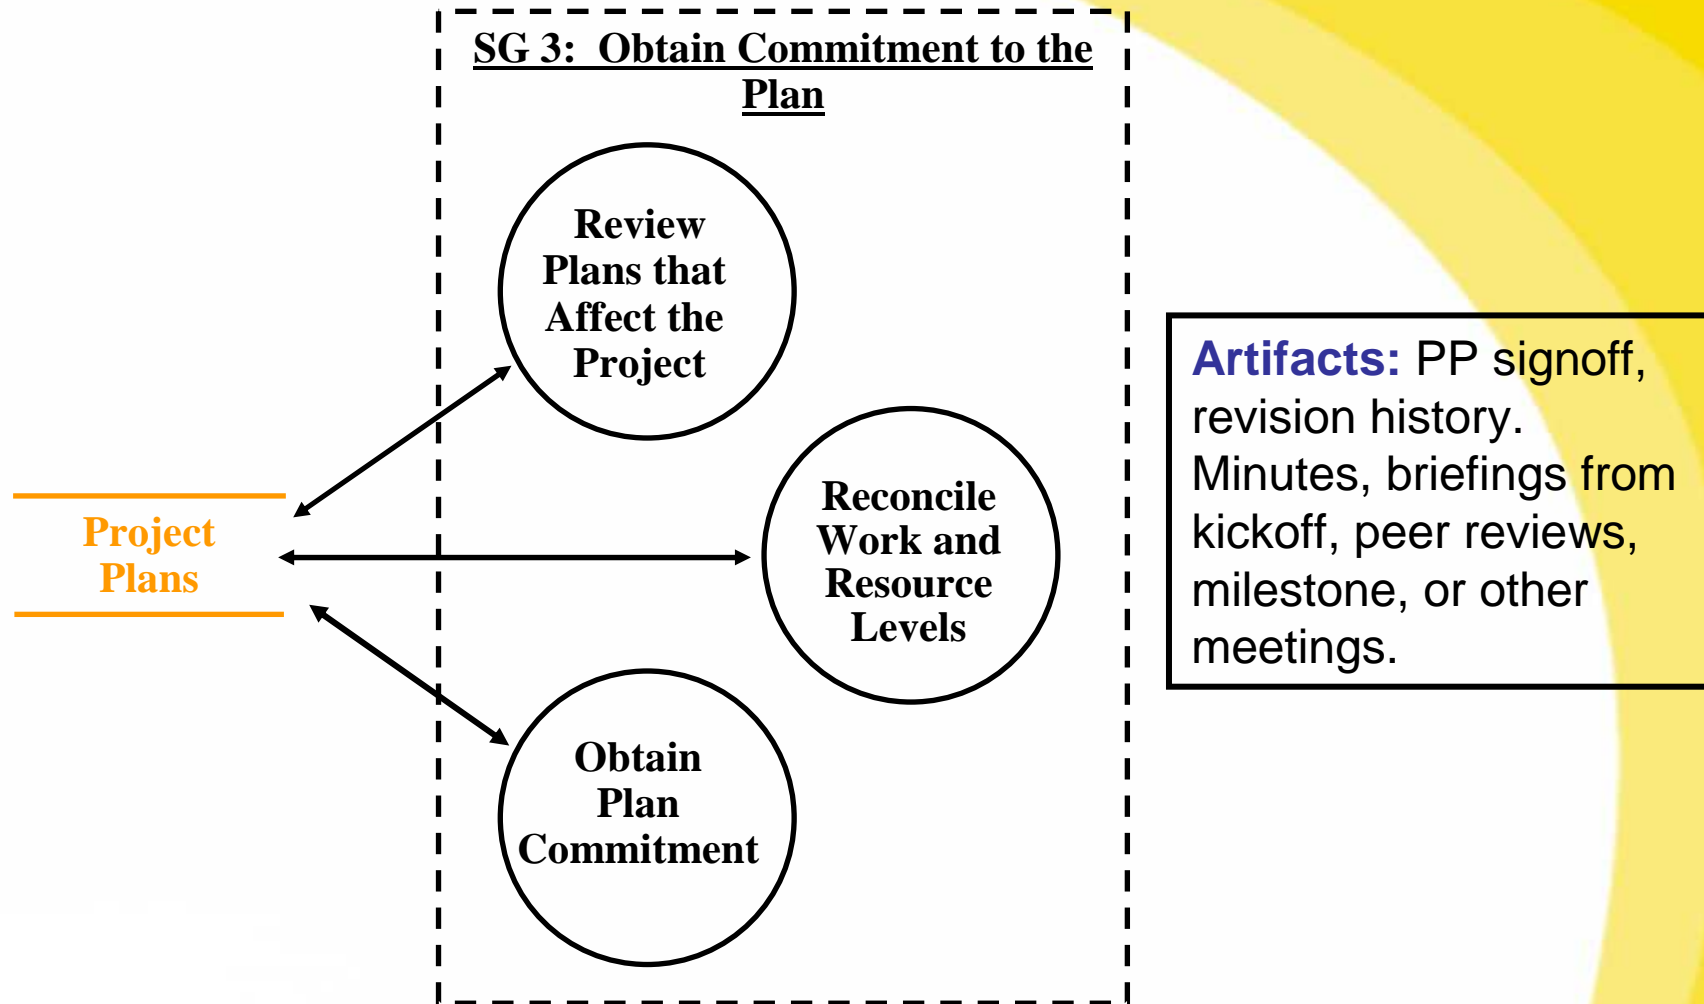 SG 3: Obtain Commitment to the
Plan
Review
Plans that
Affect the
Project
Reconcile
Work and
Resource
Levels
Project
Plans
Obtain
Plan
Commitment
Artifacts: PP signoff,
revision history.
Minutes, briefings from
kickoff, peer reviews,
milestone, or other
meetings.